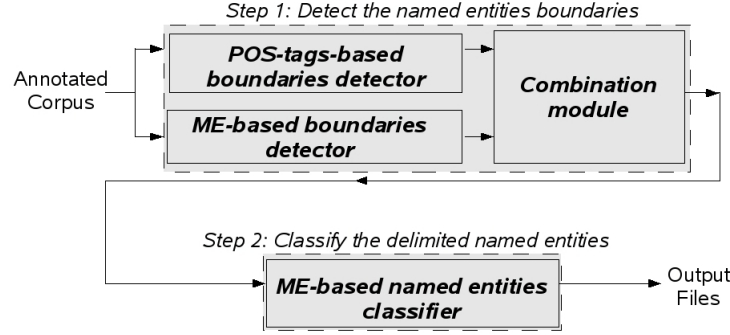 Step 1: Detect the named entities boundaries
POS-tags-based
boundaries detector
Annotated
Corpus
Combination
module
ME-based boundaries
detector
Step 2: Classify the delimited named entities
ME-based named entities
classifier
Output
Files